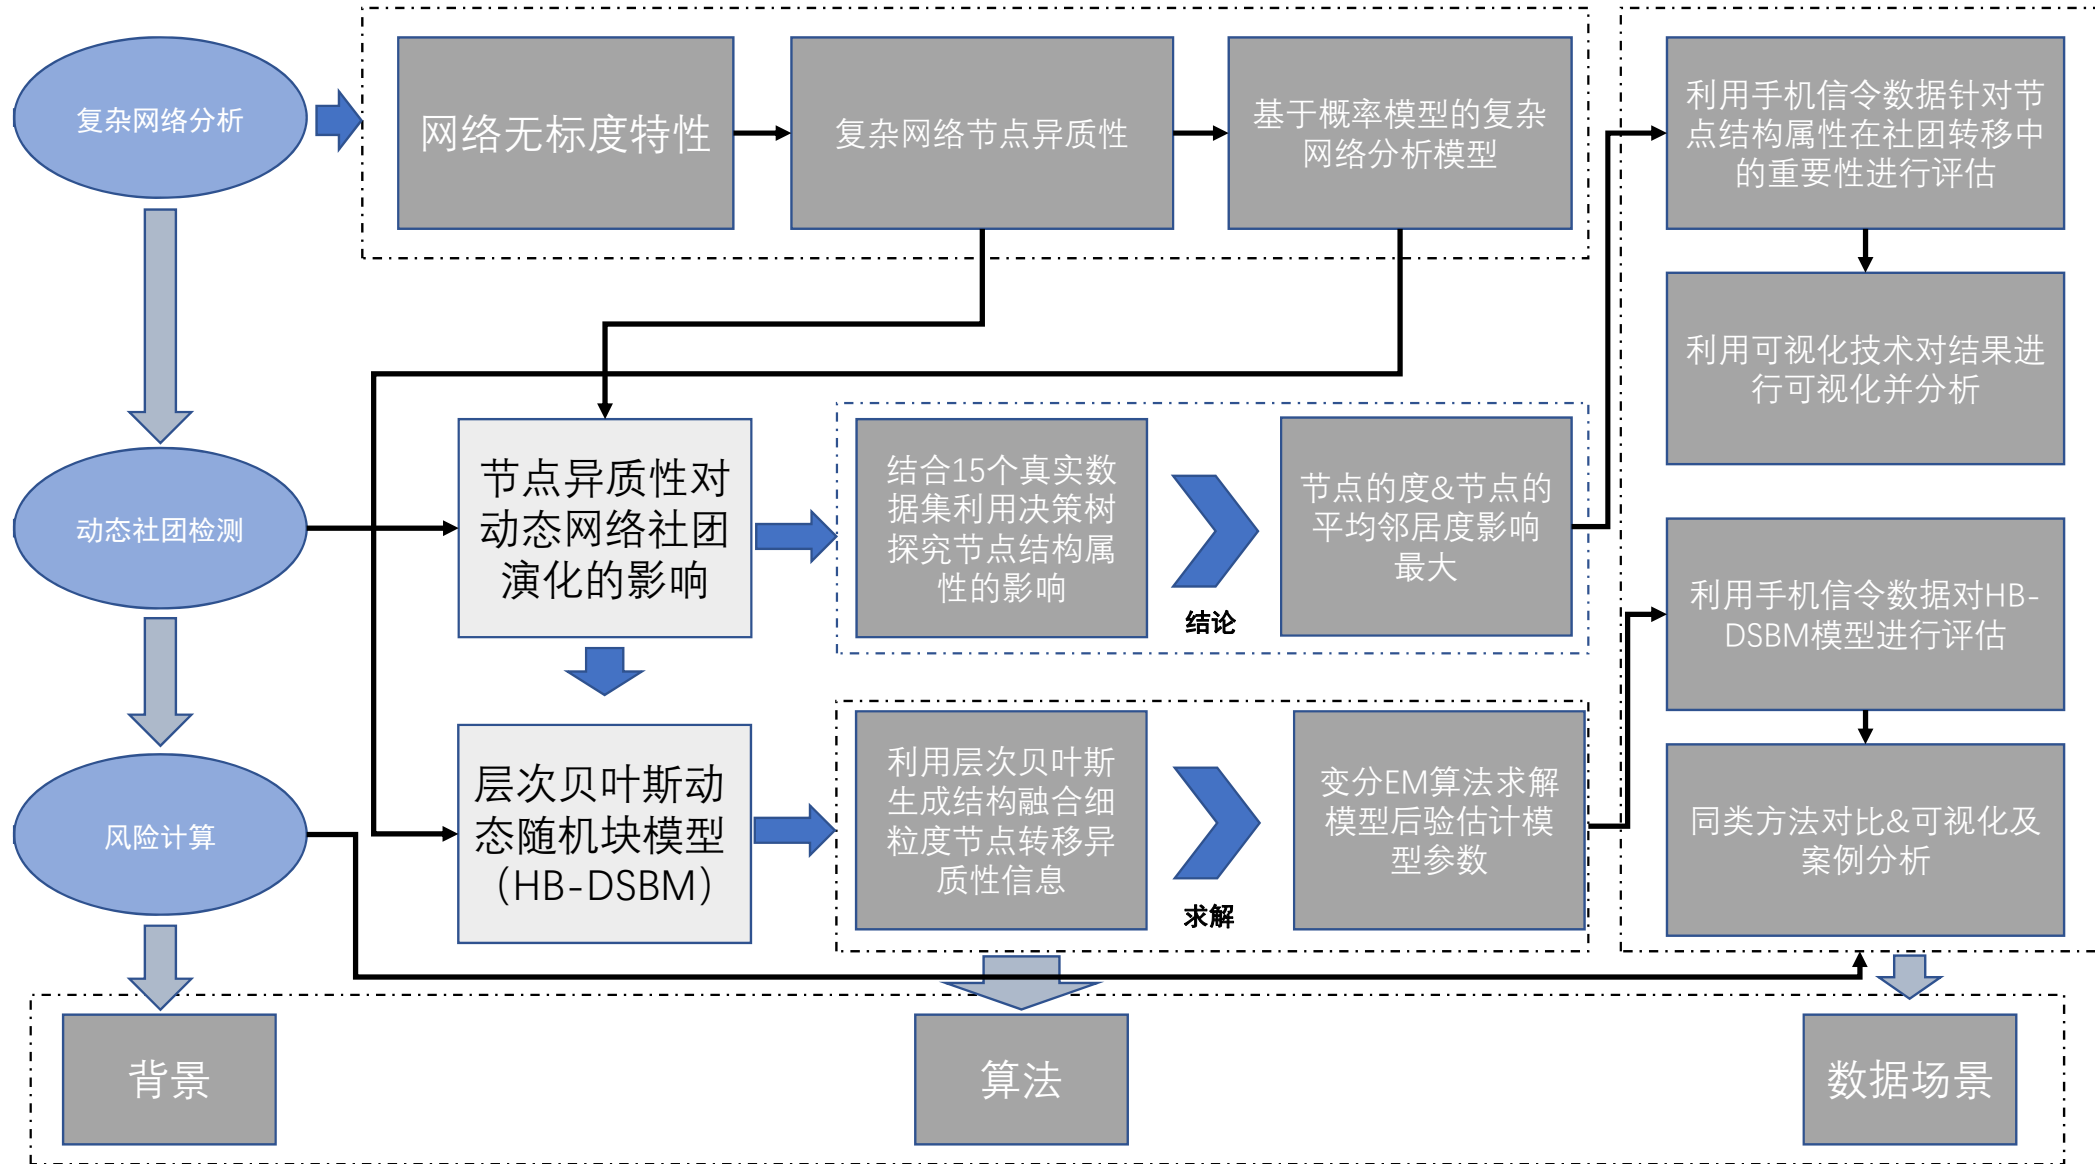 复杂网络分析
网络无标度特性
复杂网络节点异质性
基于概率模型的复杂
网络分析模型
利用手机信令数据针对节
点结构属性在社团转移中
的重要性进行评估
利用可视化技术对结果进
行可视化并分析
动态社团检测
节点异质性对
动态网络社团
演化的影响
结合15个真实数
据集利用决策树
探究节点结构属
性的影响
结论
节点的度&节点的
平均邻居度影响
最大
利用手机信令数据对HB-
DSBM模型进行评估
风险计算
层次贝叶斯动
态随机块模型
（HB-DSBM）
利用层次贝叶斯
生成结构融合细
粒度节点转移异
质性信息
求解
变分EM算法求解
模型后验估计模
型参数
同类方法对比&可视化及
案例分析
背景
算法
数据场景